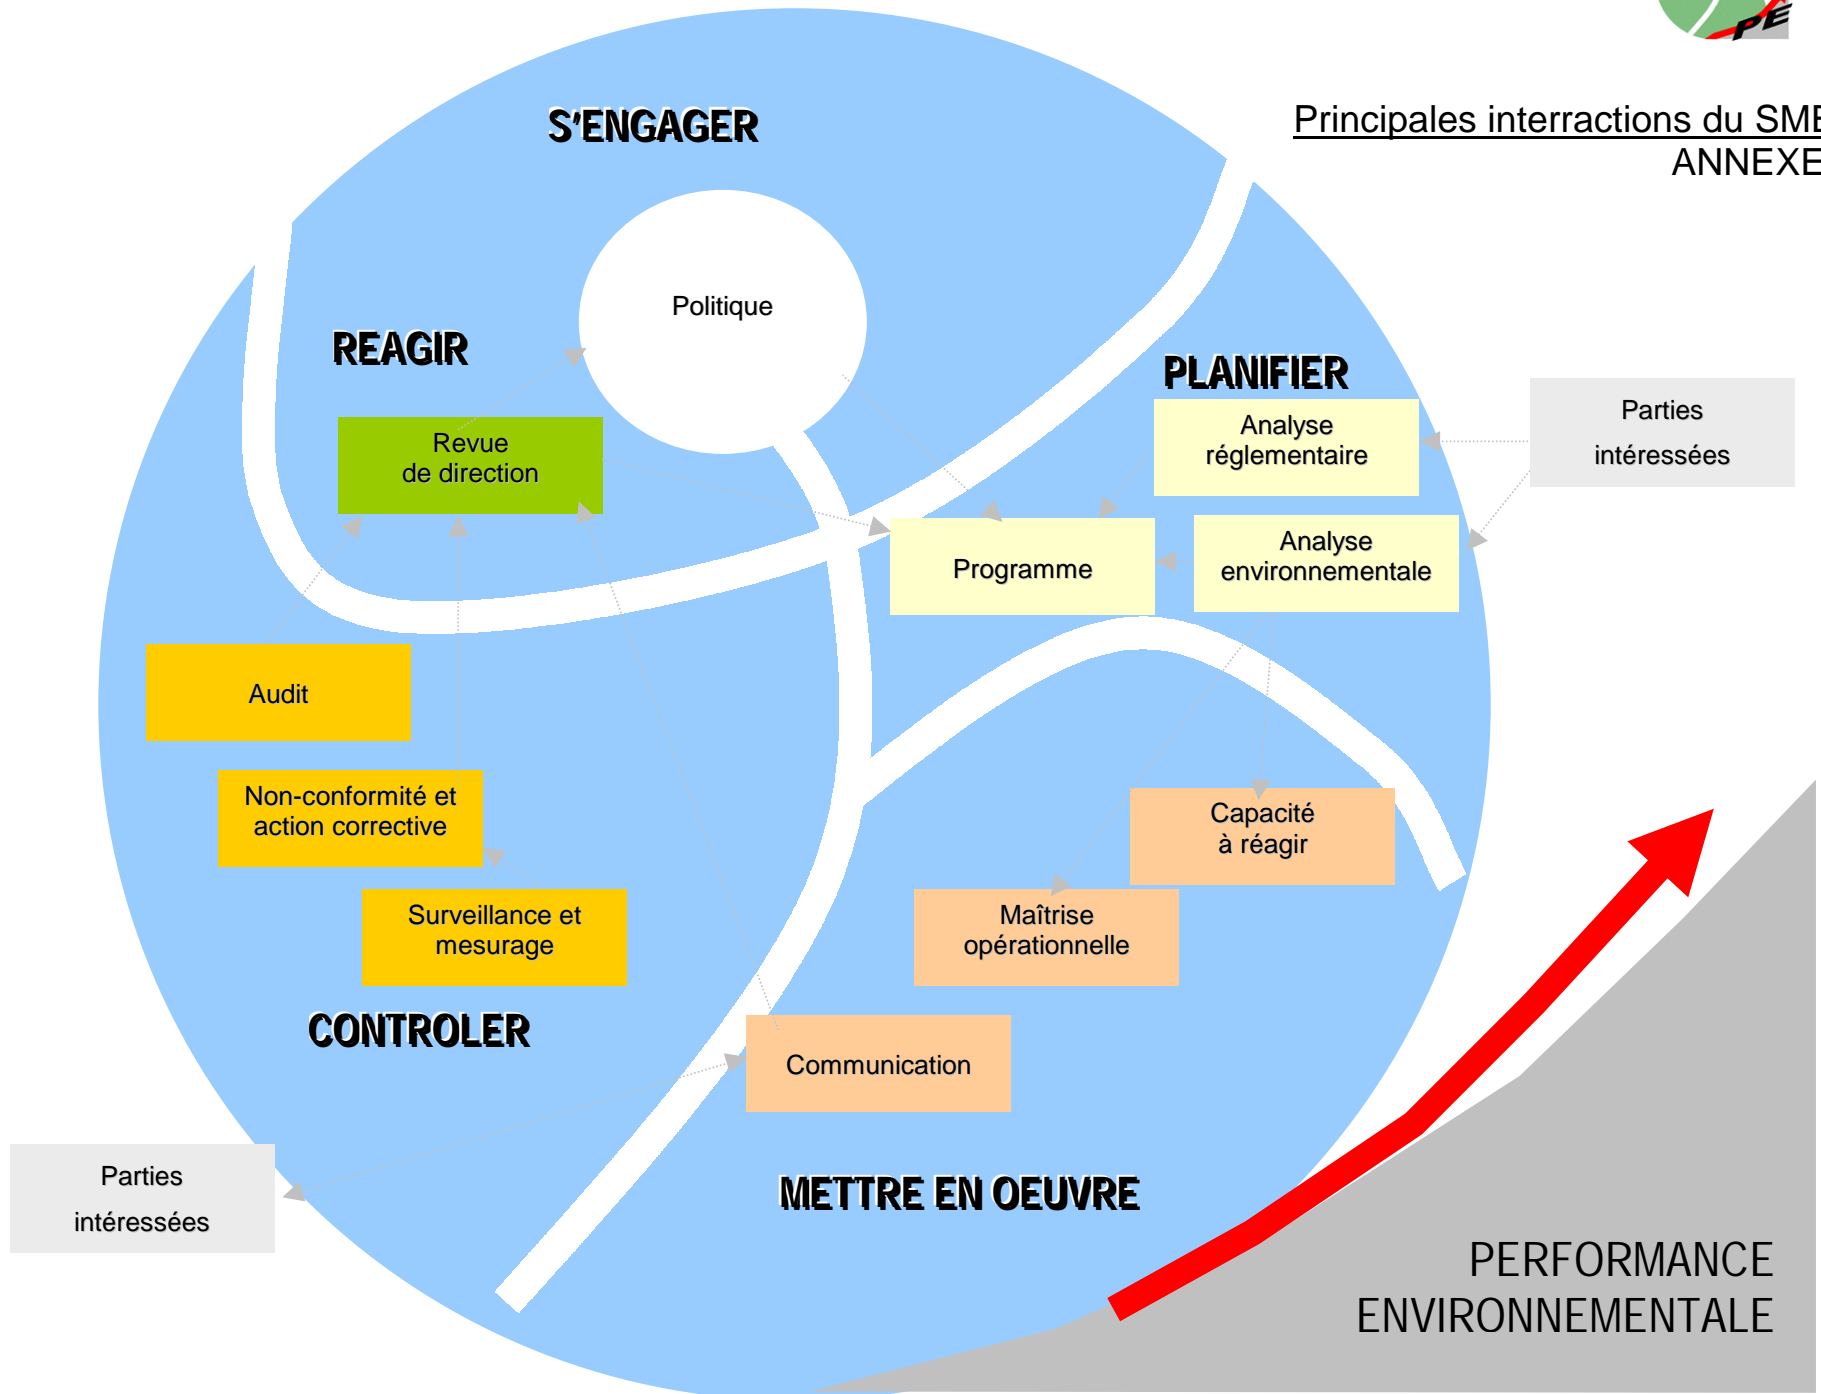 PE
Principales interractions du SME
ANNEXE
S'ENGAGER
Politique
REAGIR
PLANIFIER
Revue
de direction
Analyse
réglementaire
Parties
intéressées
Programme
Analyse
environnementale
Audit
Non-conformité et
action corrective
Capacité
à réagir
Surveillance et
mesurage
Maîtrise
opérationnelle
CONTROLER
Communication
Parties
intéressées
METTRE EN OEUVRE
PERFORMANCE
ENVIRONNEMENTALE